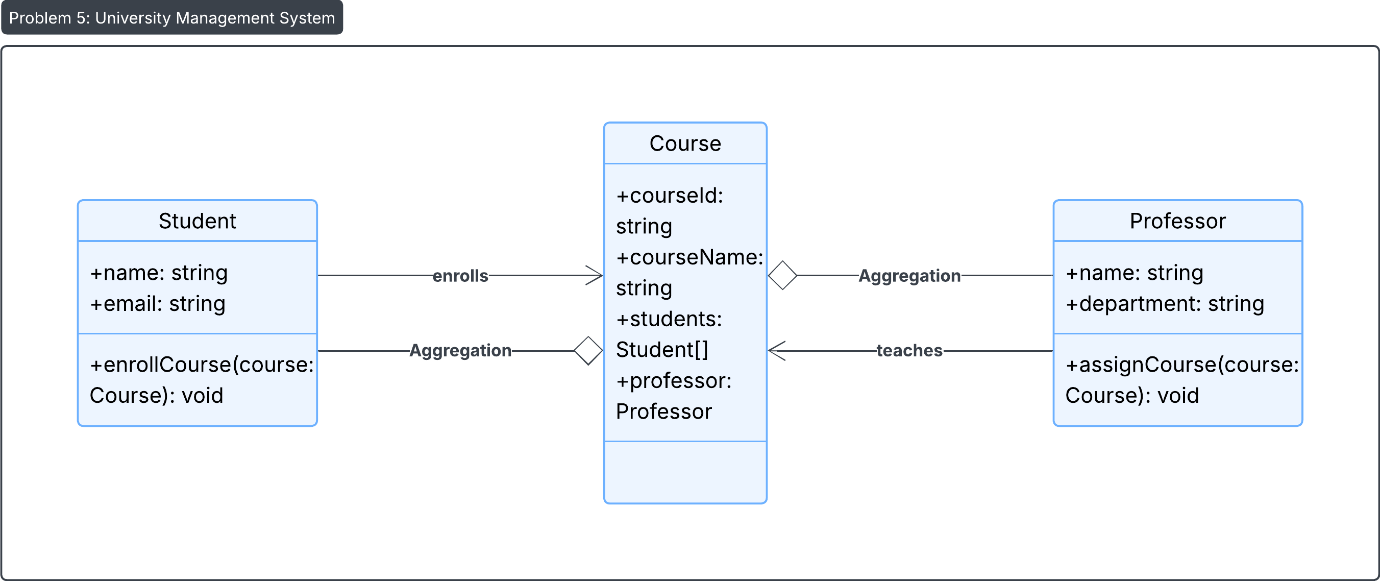 Problem 5: University Management System
Student
+name: string
+email: string
+enrollCourse(course:
Course): void
enrolls
Aggregation
Course
+courseId:
string
+courseName:
string
+students:
Student[]
+professor:
Professor
Aggregation
teaches
Professor
+name: string
+department: string
+assignCourse(course:
Course): void